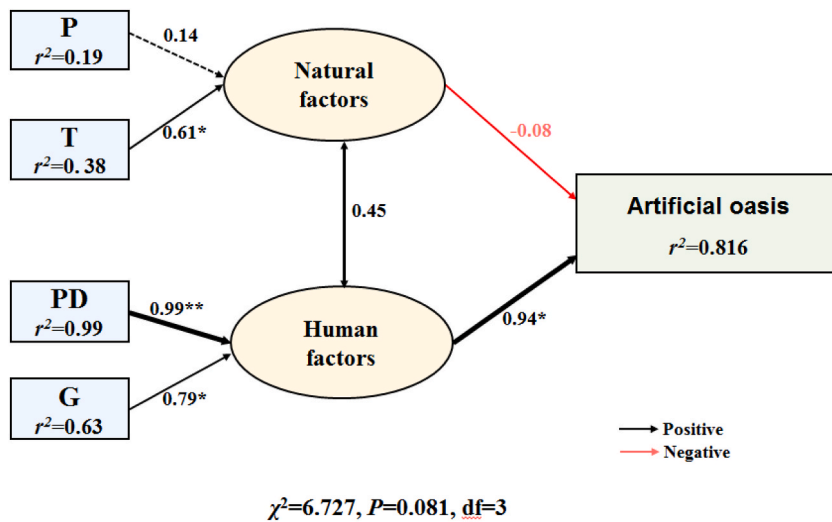 P
r²=0.19
0.14
T
r²=0. 38
0.61*
Natural
factors
-0.08
0.45
Artificial oasis
r²=0.816
PD
r²=0.99
0.99**
Human
factors
0.94*
G
r²=0.63
0.79*
Positive
Negative
χ²=6.727, P=0.081, df=3